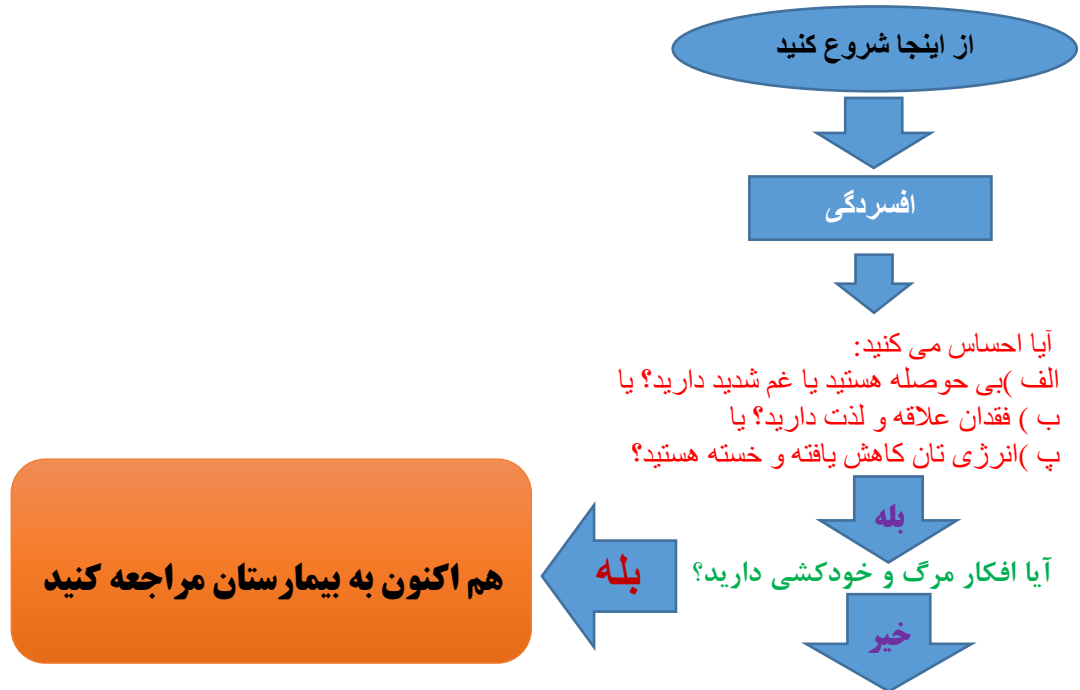 از اینجا شروع کنید
افسردگی
آیا احساس می کنید:
الف )بی حوصله هستید یا غم شدید دارید؟ یا
ب ) فقدان علاقه و لذت دارید؟ یا
پ )انرژی تان کاهش یافته و خسته هستید؟
بله
آیا افکار مرگ و خودکشی دارید؟
بله
هم اکنون به بیمارستان مراجعه کنید
خیر